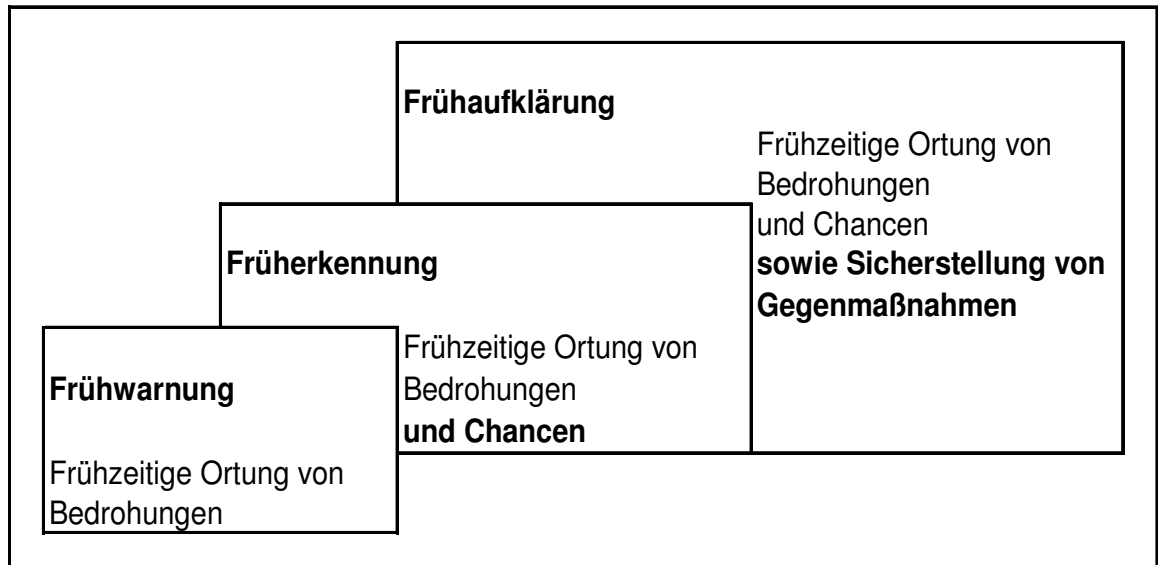 Frühaufklärung
Frühzeitige Ortung von
Bedrohungen
und Chancen
sowie Sicherstellung von
Gegenmaßnahmen
Früherkennung
Frühzeitige Ortung von
Bedrohungen
und Chancen
Frühwarnung
Frühzeitige Ortung von
Bedrohungen